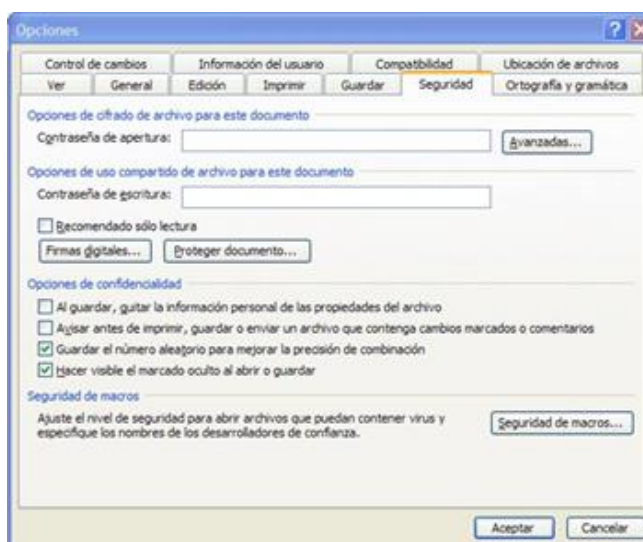 Opciones
Control de cambios Información del usuario Compatibilidad Ubicación de archivos
Ver General Edición Imprimir Guardar Seguridad Ortografía y gramática
Opciones de cifrado de archivo para este documento
Contraseña de apertura: Avanzadas...
Opciones de uso compartido de archivo para este documento
Contraseña de escritura:
Recomendado sólo lectura
Firmas digitales... Proteger documento...
Opciones de confidencialidad
Al guardar, quitar la información personal de las propiedades del archivo
Avisar antes de imprimir, guardar o enviar un archivo que contenga cambios marcados o comentarios
Guardar el número aleatorio para mejorar la precisión de combinación
Hacer visible el marcado oculto al abrir o guardar
Seguridad de macros
Ajuste el nivel de seguridad para abrir archivos que puedan contener virus y
especifique los nombres de los desarrolladores de confianza.
Seguridad de macros...
Aceptar Cancelar